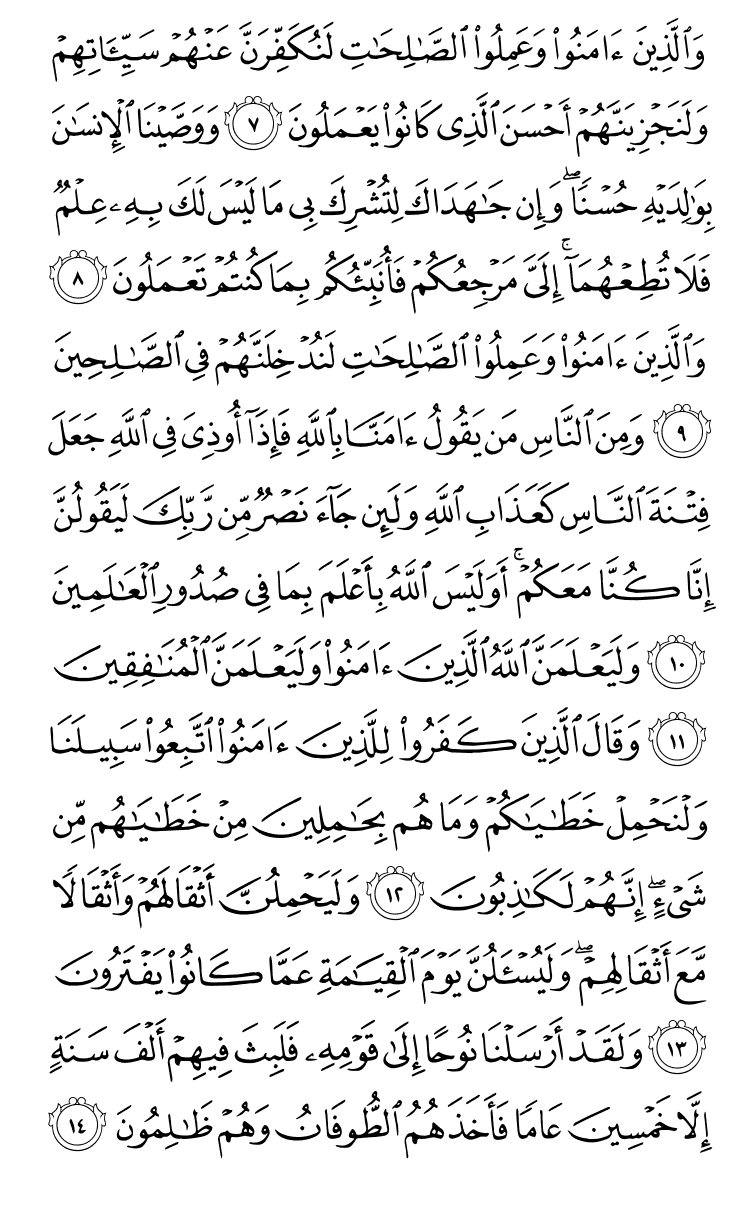 وَٱلَّذِينَ ءَامَنُوا۟ وَعَمِلُوا۟ ٱلصَّـٰلِحَـٰتِ لَنُكَفِّرَنَّ عَنْهُمْ سَيِّـَٔاتِهِمْ
وَلَنَجْزِيَنَّهُمْ أَحْسَنَ ٱلَّذِى كَانُوا۟ يَعْمَلُونَ ٧ وَوَصَّيْنَا ٱلْإِنسَـٰنَ
بِوَٰلِدَيْهِ حُسْنًا ۖ وَإِن جَـٰهَدَاكَ لِتُشْرِكَ بِى مَا لَيْسَ لَكَ بِهِۦ عِلْمٌ
فَلَا تُطِعْهُمَآ ۚ إِلَىَّ مَرْجِعُكُمْ فَأُنَبِّئُكُم بِمَا كُنتُمْ تَعْمَلُونَ ٨
وَٱلَّذِينَ ءَامَنُوا۟ وَعَمِلُوا۟ ٱلصَّـٰلِحَـٰتِ لَنُدْخِلَنَّهُمْ فِى ٱلصَّـٰلِحِينَ
٩ وَمِنَ ٱلنَّاسِ مَن يَقُولُ ءَامَنَّا بِٱللَّهِ فَإِذَآ أُوذِىَ فِى ٱللَّهِ جَعَلَ
فِتْنَةَ ٱلنَّاسِ كَعَذَابِ ٱللَّهِ وَلَئِن جَآءَ نَصْرٌ مِّن رَّبِّكَ لَيَقُولُنَّ
إِنَّا كُنَّا مَعَكُمْ ۚ أَوَلَيْسَ ٱللَّهُ بِأَعْلَمَ بِمَا فِى صُدُورِ ٱلْعَـٰلَمِينَ
١٠ وَلَيَعْلَمَنَّ ٱللَّهُ ٱلَّذِينَ ءَامَنُوا۟ وَلَيَعْلَمَنَّ ٱلْمُنَـٰفِقِينَ
١١ وَقَالَ ٱلَّذِينَ كَفَرُوا۟ لِلَّذِينَ ءَامَنُوا۟ ٱتَّبِعُوا۟ سَبِيلَنَا
وَلْنَحْمِلْ خَطَـٰيَـٰكُمْ وَمَا هُم بِحَـٰمِلِينَ مِنْ خَطَـٰيَـٰهُم مِّن
شَىْءٍ ۖ إِنَّهُمْ لَكَـٰذِبُونَ ١٢ وَلَيَحْمِلُنَّ أَثْقَالَهُمْ وَأَثْقَالًا
مَّعَ أَثْقَالِهِمْ ۖ وَلَيُسْـَٔلُنَّ يَوْمَ ٱلْقِيَـٰمَةِ عَمَّا كَانُوا۟ يَفْتَرُونَ
١٣ وَلَقَدْ أَرْسَلْنَا نُوحًا إِلَىٰ قَوْمِهِۦ فَلَبِثَ فِيهِمْ أَلْفَ سَنَةٍ
إِلَّا خَمْسِينَ عَامًا فَأَخَذَهُمُ ٱلطُّوفَانُ وَهُمْ ظَـٰلِمُونَ ١٤